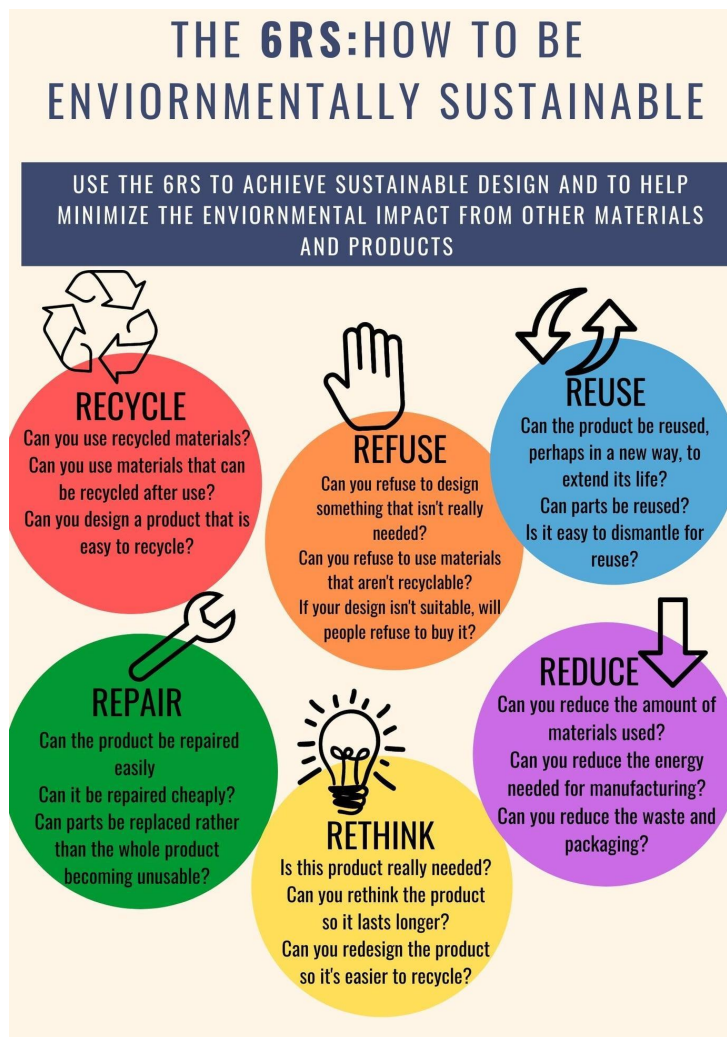 THE 6RS:HOW TO BE
ENVIORNMENTALLY SUSTAINABLE
USE THE 6RS TO ACHIEVE SUSTAINABLE DESIGN AND TO HELP
MINIMIZE THE ENVIORNMENTAL IMPACT FROM OTHER MATERIALS
AND PRODUCTS
RECYCLE
Can you use recycled materials?
Can you use materials that can
be recycled after use?
Can you design a product that is
easy to recycle?
REFUSE
Can you refuse to design
something that isn't really
needed?
Can you refuse to use materials
that aren't recyclable?
If your design isn't suitable, will
people refuse to buy it?
REUSE
Can the product be reused,
perhaps in a new way, to
extend its life?
Can parts be reused?
Is it easy to dismantle for
reuse?
REPAIR
Can the product be repaired
easily
Can it be repaired cheaply?
Can parts be replaced rather
than the whole product
becoming unusable?
RETHINK
Is this product really needed?
Can you rethink the product
so it lasts longer?
Can you redesign the product
so it's easier to recycle?
REDUCE
Can you reduce the amount of
materials used?
Can you reduce the energy
needed for manufacturing?
Can you reduce the waste and
packaging?